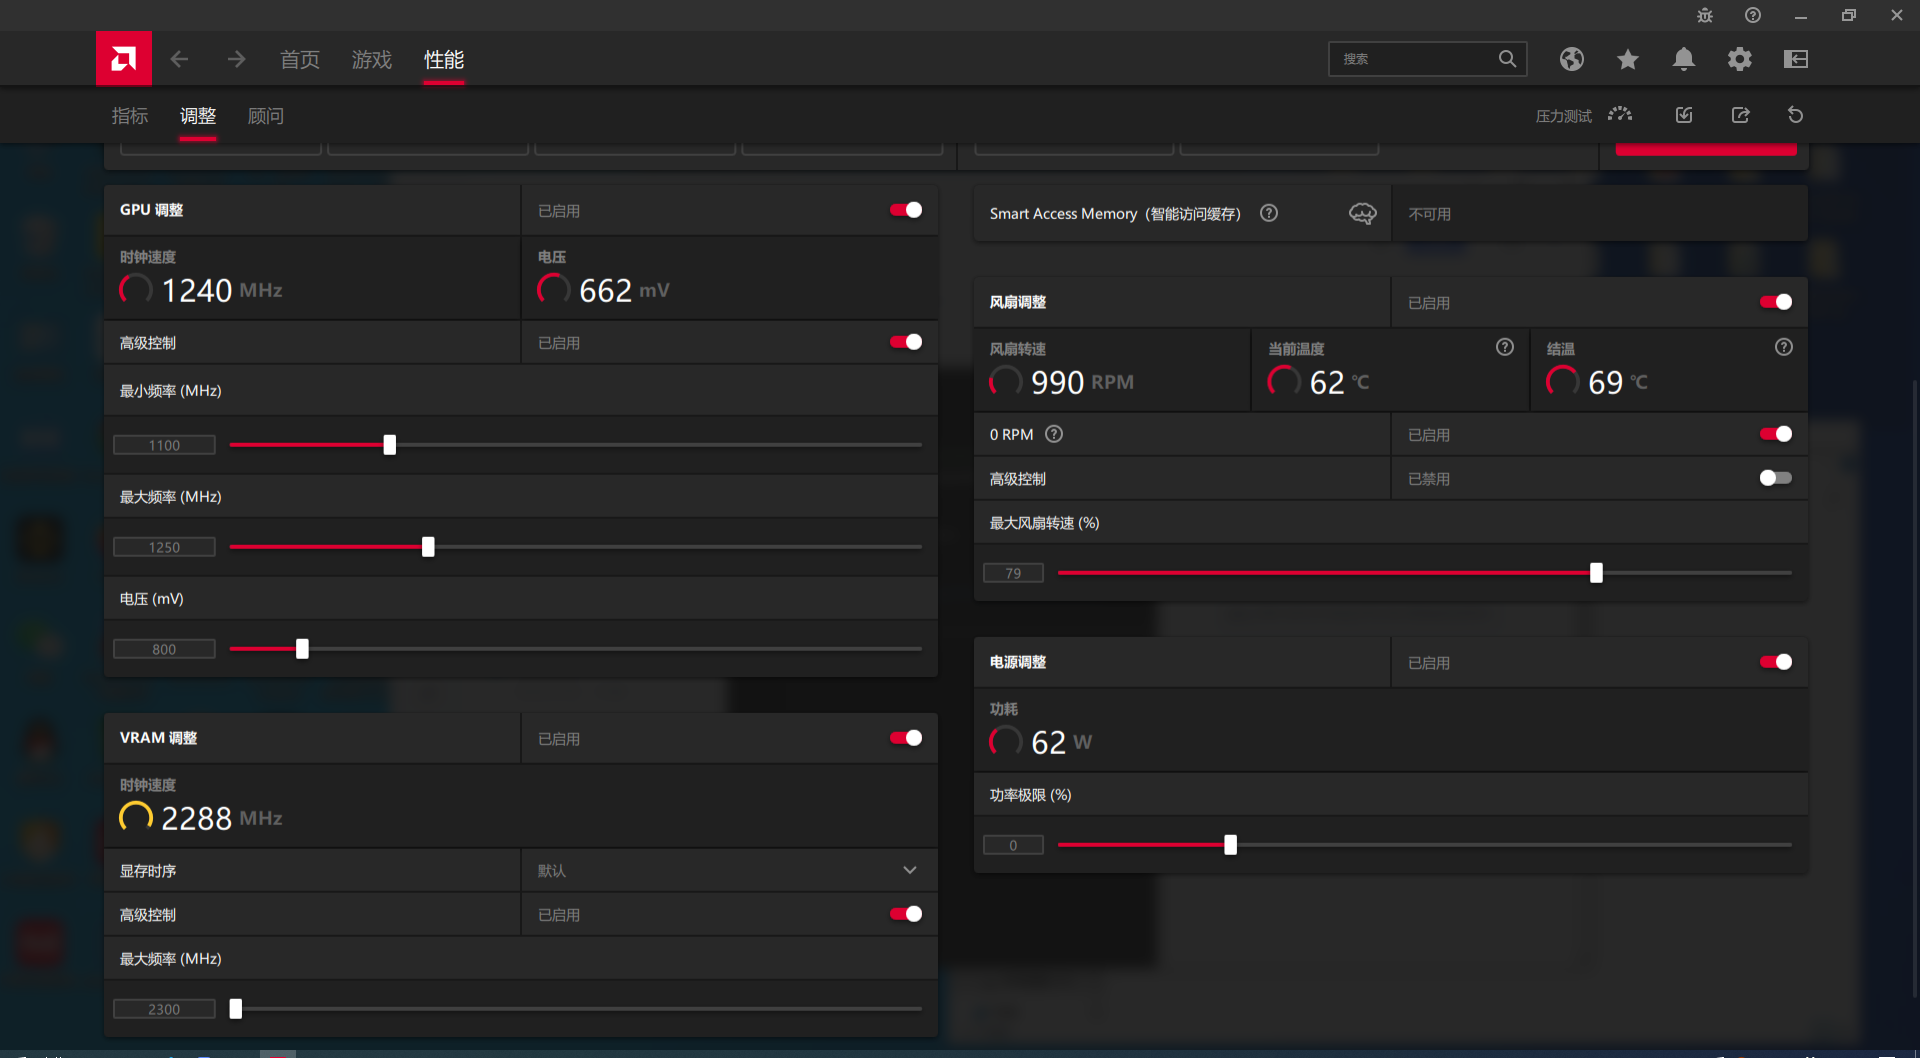 首页 游戏 性能 搜索
指标 调整 顾问 压力测试
GPU 调整 已启用
时钟速度 电压
1240 MHz 662 mV
高级控制 已启用
最小频率 (MHz)
1100
最大频率 (MHz)
1250
电压 (mV)
800
VRAM 调整 已启用
时钟速度
2288 MHz
显存时序 默认
高级控制 已启用
最大频率 (MHz)
2300
Smart Access Memory（智能访问缓存） 不可用
风扇调整 已启用
风扇转速 当前温度 结温
990 RPM 62 °C 69 °C
0 RPM 已启用
高级控制 已禁用
最大风扇转速 (%)
79
电源调整 已启用
功耗
62 W
功率极限 (%)
0